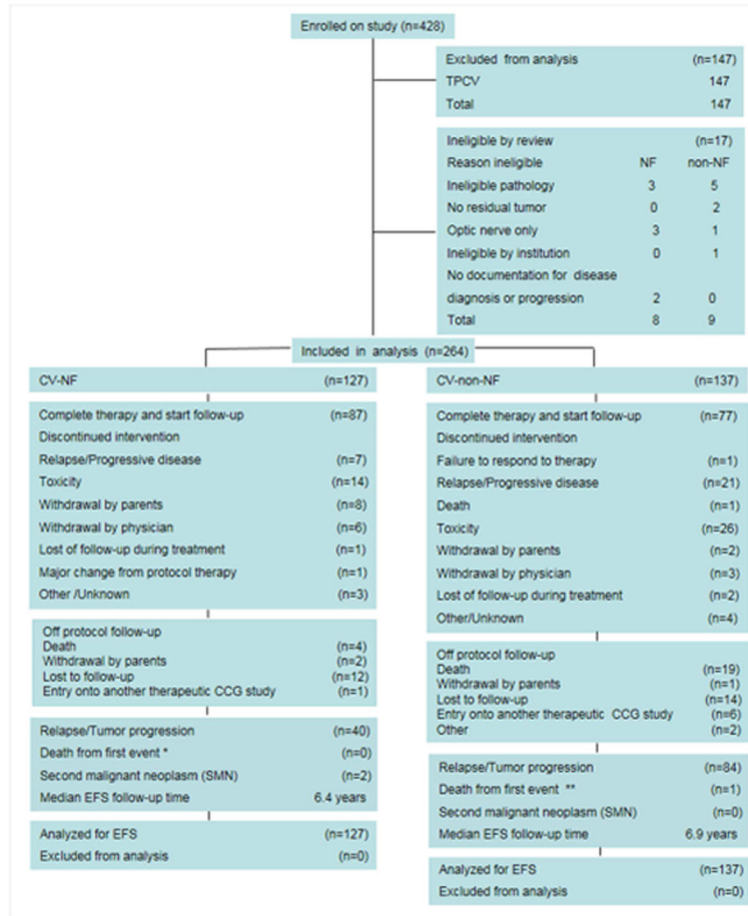 Enrolled on study (n=428)
Excluded from analysis (n=147)
TPCV 147
Total 147
Ineligible by review (n=17)
Reason ineligible NF non-NF
Ineligible pathology 3 5
No residual tumor 0 2
Optic nerve only 3 1
Ineligible by institution 0 1
No documentation for disease
diagnosis or progression 2 0
Total 8 9
Included in analysis (n=264)
CV-NF (n=127)
Complete therapy and start follow-up (n=87)
Discontinued intervention
Relapse/Progressive disease (n=7)
Toxicity (n=14)
Withdrawal by parents (n=8)
Withdrawal by physician (n=6)
Lost of follow-up during treatment (n=1)
Major change from protocol therapy (n=1)
Other /Unknown (n=3)
Off protocol follow-up
Death (n=4)
Withdrawal by parents (n=2)
Lost to follow-up (n=12)
Entry onto another therapeutic CCG study (n=1)
Relapse/Tumor progression (n=40)
Death from first event * (n=0)
Second malignant neoplasm (SMN) (n=2)
Median EFS follow-up time 6.4 years
Analyzed for EFS (n=127)
Excluded from analysis (n=0)
CV-non-NF (n=137)
Complete therapy and start follow-up (n=77)
Discontinued intervention
Failure to respond to therapy (n=1)
Relapse/Progressive disease (n=21)
Death (n=1)
Toxicity (n=26)
Withdrawal by parents (n=2)
Withdrawal by physician (n=3)
Lost of follow-up during treatment (n=2)
Other/Unknown (n=4)
Off protocol follow-up
Death (n=19)
Withdrawal by parents (n=1)
Lost to follow-up (n=14)
Entry onto another therapeutic CCG study (n=6)
Other (n=2)
Relapse/Tumor progression (n=84)
Death from first event ** (n=1)
Second malignant neoplasm (SMN) (n=0)
Median EFS follow-up time 6.9 years
Analyzed for EFS (n=137)
Excluded from analysis (n=0)